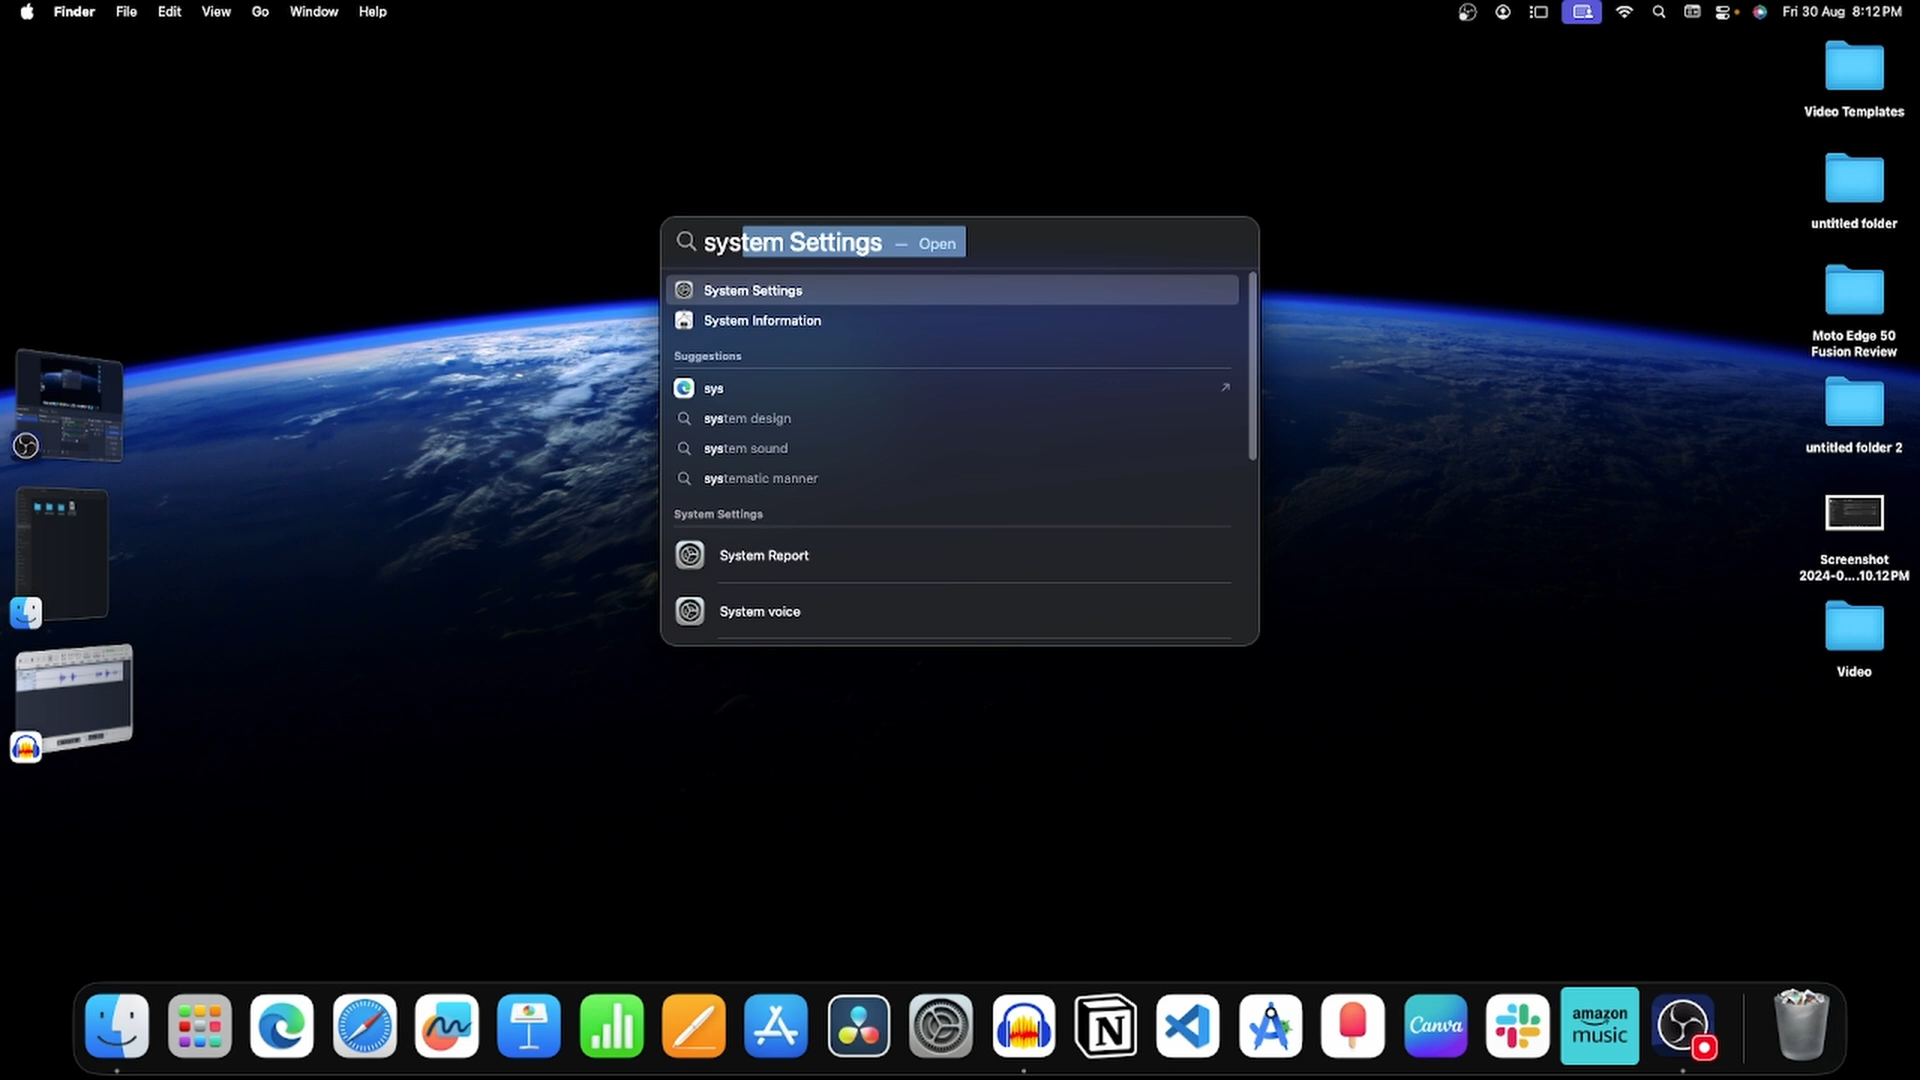 Finder File Edit View Go Window Help
Fri 30 Aug 8:12 PM
Video Templates
untitled folder
Moto Edge 50
Fusion Review
untitled folder 2
Screenshot
2024-0....10.12 PM
Video
system Settings — Open
System Settings
System Information
Suggestions
sys
system design
system sound
systematic manner
System Settings
System Report
System voice
N
Canva
amazon
music